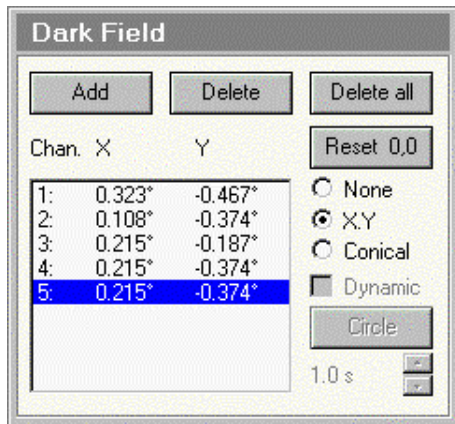 Dark Field
Add Delete Delete all
Chan. X Y Reset 0,0
1: 0.323° -0.467°
2: 0.108° -0.374°
3: 0.215° -0.187°
4: 0.215° -0.374°
5: 0.215° -0.374°
None
X.Y
Conical
Dynamic
Circle
1.0 s